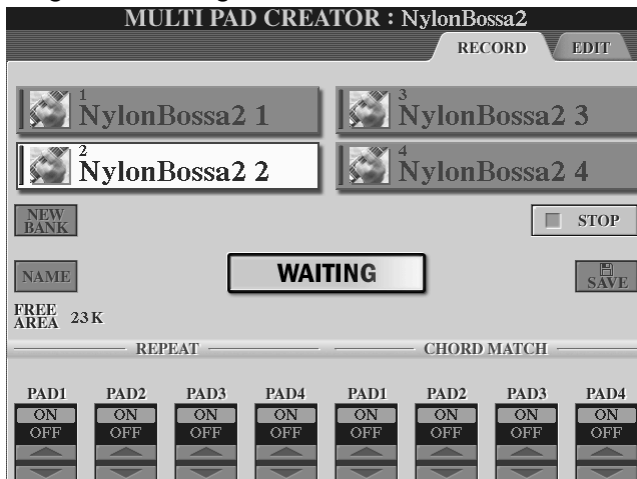 MULTI PAD CREATOR : NylonBossa2
RECORD EDIT
1 NylonBossa2 1
3 NylonBossa2 3
2 NylonBossa2 2
4 NylonBossa2 4
NEW
BANK
STOP
WAITING
NAME
SAVE
FREE
AREA 23K
REPEAT CHORD MATCH
PAD1 PAD2 PAD3 PAD4 PAD1 PAD2 PAD3 PAD4
ON ON ON ON ON ON ON ON
OFF OFF OFF OFF OFF OFF OFF OFF